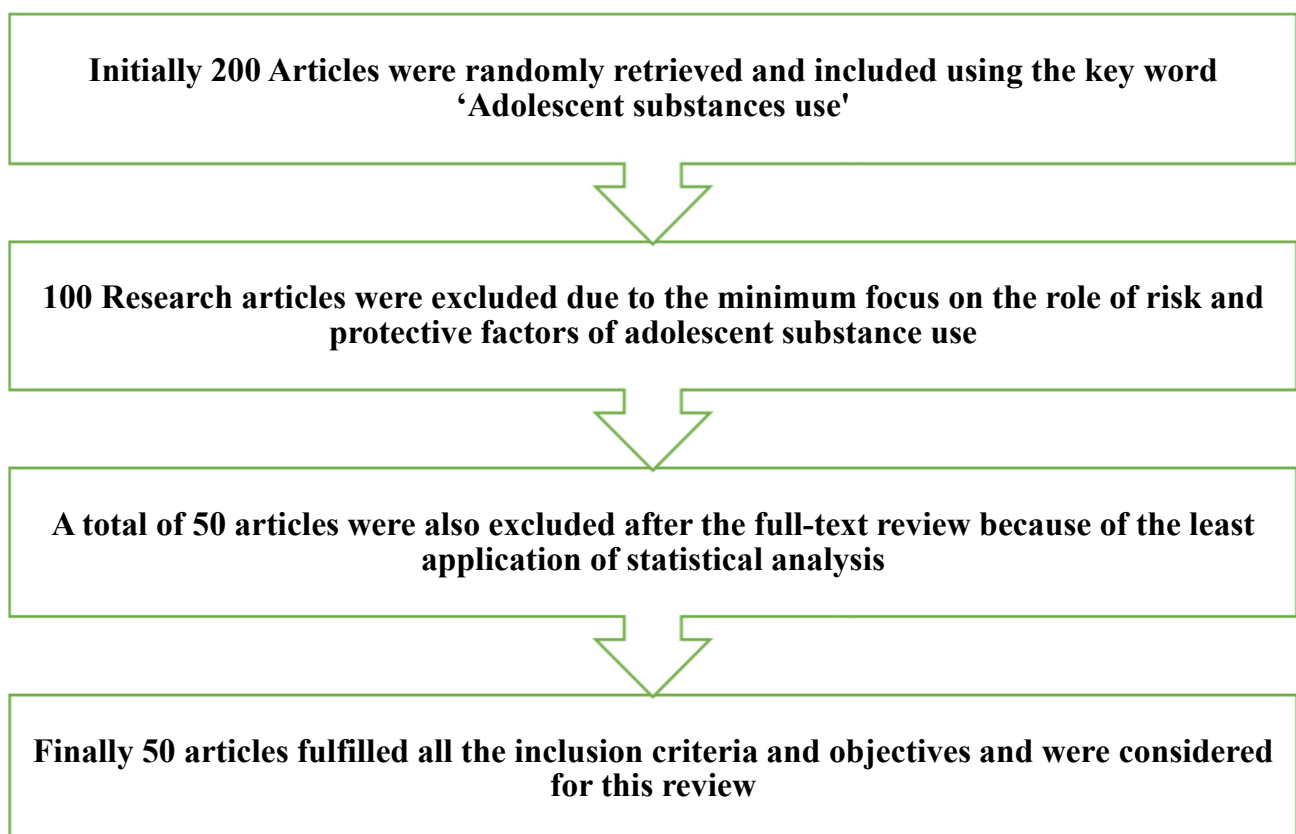 Initially 200 Articles were randomly retrieved and included using the key word
‘Adolescent substances use'
100 Research articles were excluded due to the minimum focus on the role of risk and
protective factors of adolescent substance use
A total of 50 articles were also excluded after the full-text review because of the least
application of statistical analysis
Finally 50 articles fulfilled all the inclusion criteria and objectives and were considered
for this review